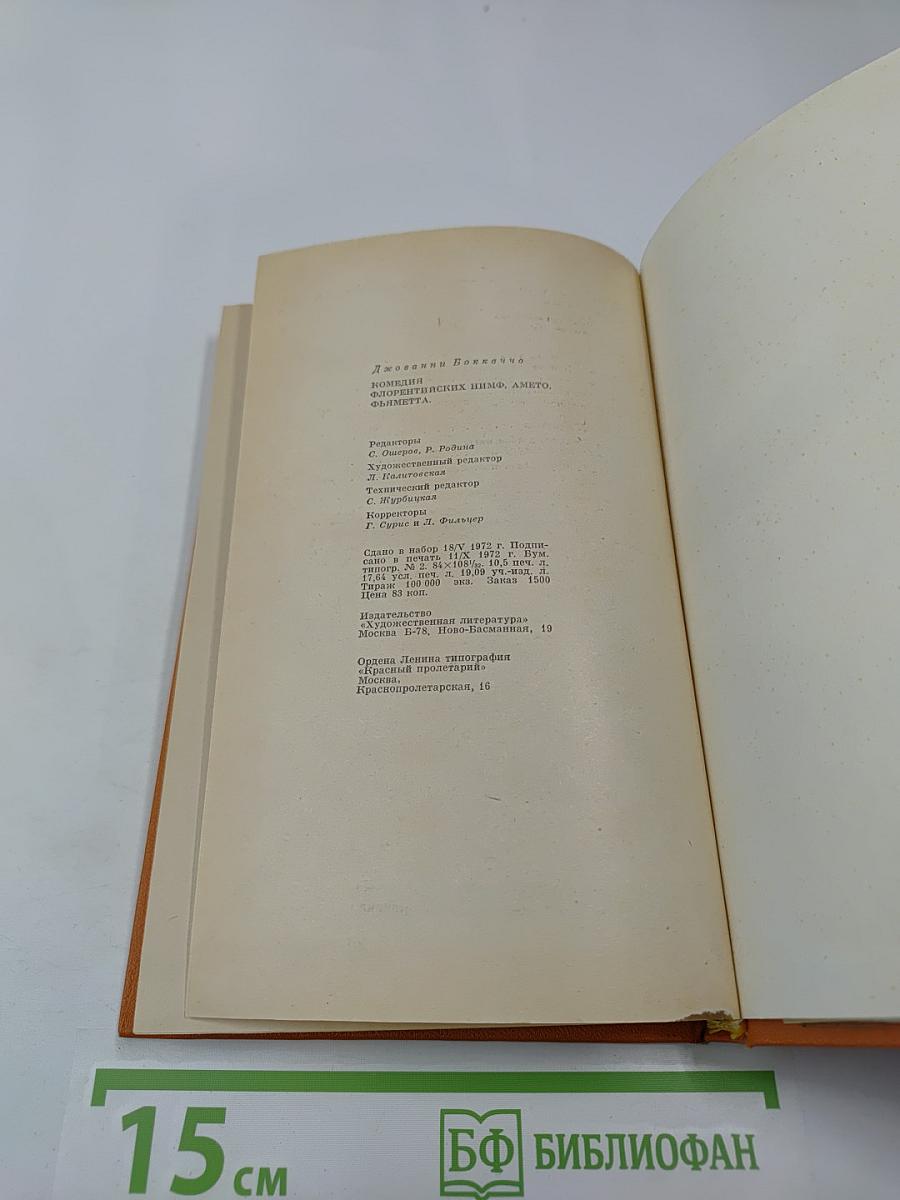 Джованни Боккаччо
КОМЕДИЯ
ФЛОРЕНТИЙСКИХ НИМФ, АМЕТО,
ФЬЯМЕТТА.
Редакторы
С. Ошеров, Р. Родина
Художественный редактор
Л. Калитовская
Технический редактор
С. Журбицкая
Корректоры
Г. Сурис и Л. Фильцер
Сдано в набор 18/V 1972 г. Подпи-
сано в печать 11/X 1972 г. Бум.
типогр. № 2. 84×108¹/₃₂. 10,5 печ. л.
17,64 усл. печ. л. 19,09 уч.-изд. л.
Тираж 100 000 экз. Заказ 1500
Цена 83 коп.
Издательство
«Художественная литература»
Москва Б-78, Ново-Басманная, 19
Ордена Ленина типография
«Красный пролетарий»
Москва,
Краснопролетарская, 16
15 см
БФ БИБЛИОФАН